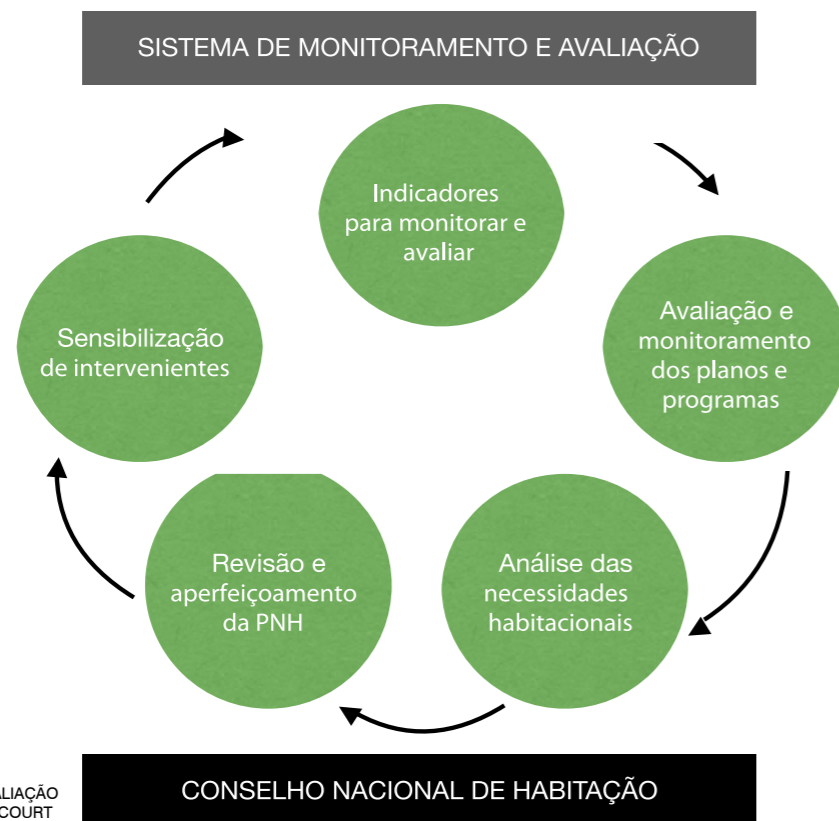 SISTEMA DE MONITORAMENTO E AVALIAÇÃO
Indicadores
para monitorar e
avaliar
Avaliação e
monitoramento
dos planos e
programas
Análise das
necessidades
habitacionais
Revisão e
aperfeiçoamento
da PNH
Sensibilização
de intervenientes
CONSELHO NACIONAL DE HABITAÇÃO